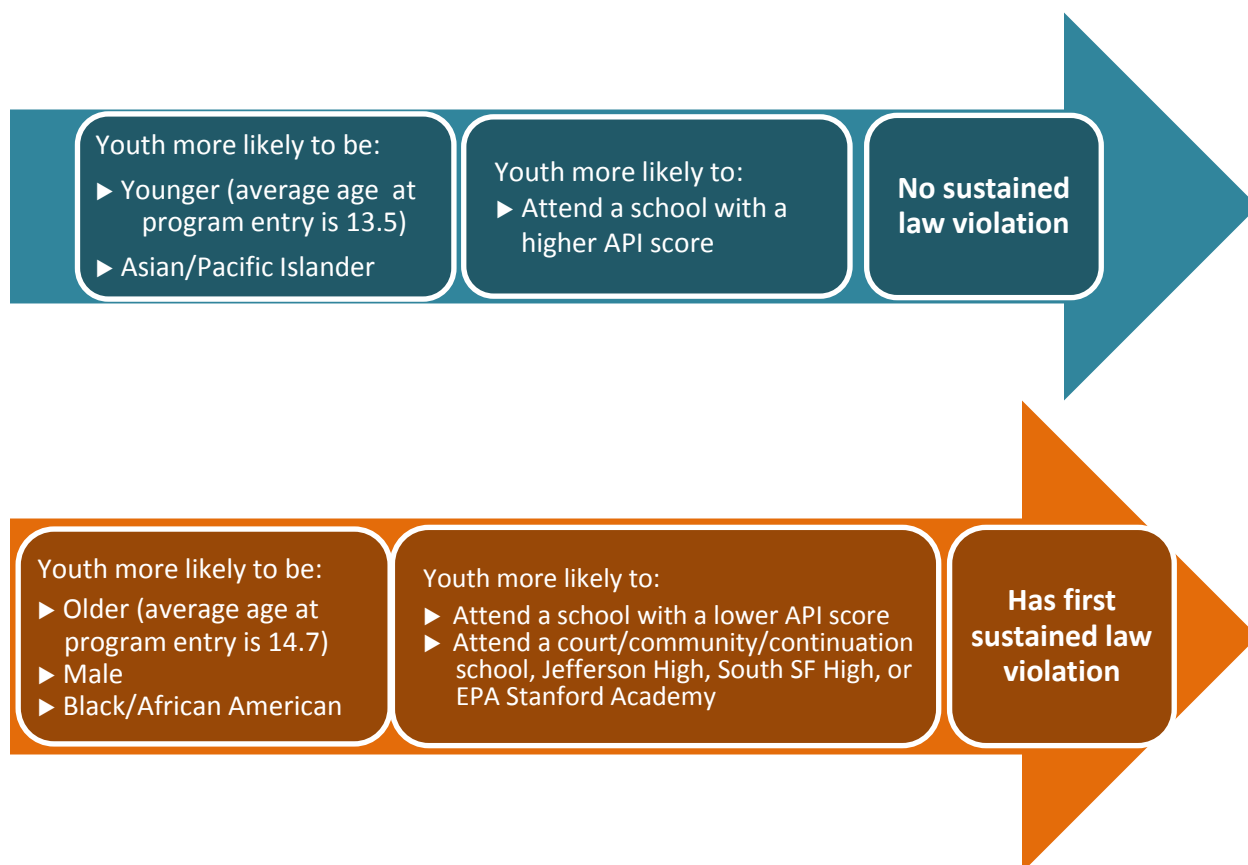 Youth more likely to be:
► Younger (average age at
program entry is 13.5)
► Asian/Pacific Islander
Youth more likely to:
► Attend a school with a
higher API score
No sustained
law violation
Youth more likely to be:
► Older (average age at
program entry is 14.7)
► Male
► Black/African American
Youth more likely to:
► Attend a school with a lower API score
► Attend a court/community/continuation
school, Jefferson High, South SF High, or
EPA Stanford Academy
Has first
sustained law
violation